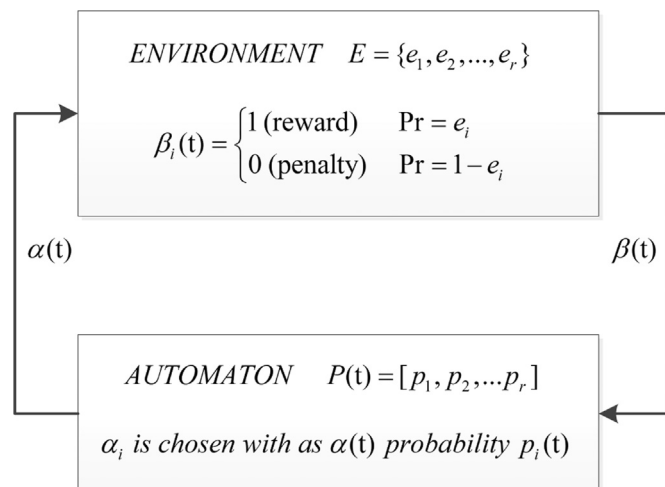 ENVIRONMENT E = {e₁, e₂, ..., eᵣ}
βᵢ(t) = {1 (reward) Pr = eᵢ
0 (penalty) Pr = 1 − eᵢ
α(t)
β(t)
AUTOMATON P(t) = [p₁, p₂, ... pᵣ]
αᵢ is chosen with as α(t) probability pᵢ(t)